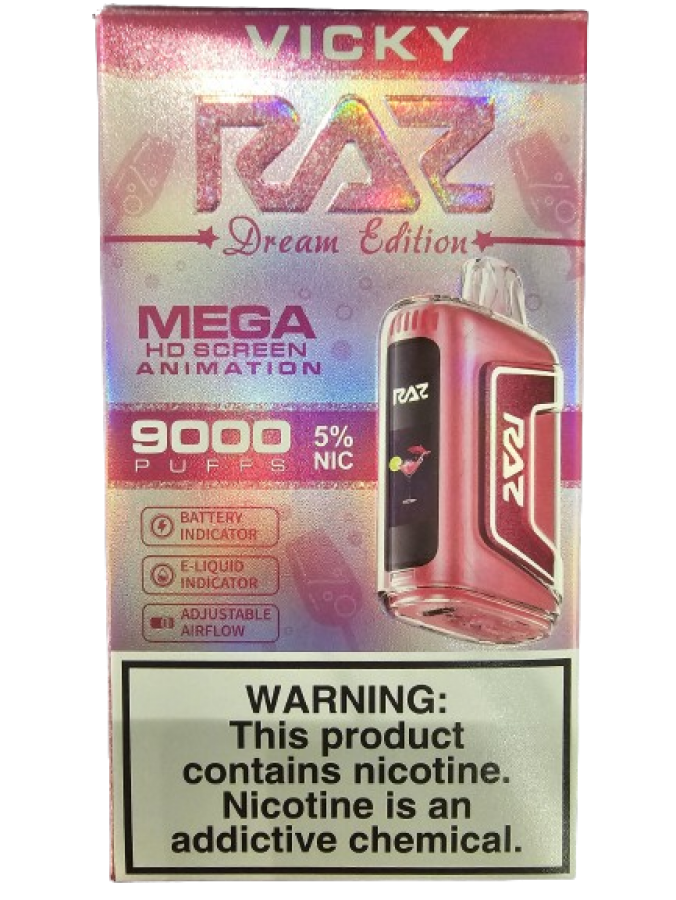 VICKY
RAZ
Dream Edition
MEGA
HD SCREEN
ANIMATION
9000
PUFFS
5%
NIC
RAZ
RAZ
BATTERY
INDICATOR
E-LIQUID
INDICATOR
ADJUSTABLE
AIRFLOW
WARNING:
This product
contains nicotine.
Nicotine is an
addictive chemical.